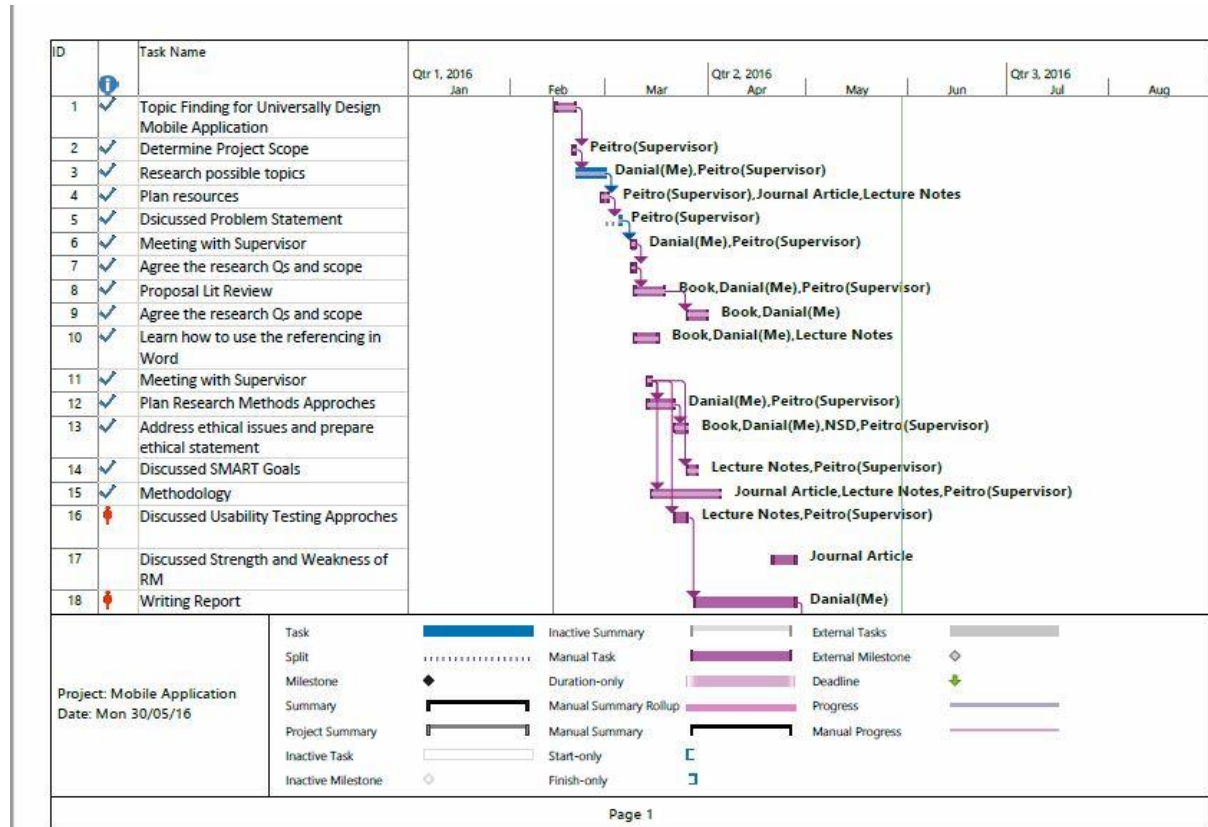 ID Task Name
Qtr 1, 2016 Qtr 2, 2016 Qtr 3, 2016
Jan Feb Mar Apr May Jun Jul Aug
1 Topic Finding for Universally Design
Mobile Application
2 Determine Project Scope Peitro(Supervisor)
3 Research possible topics Danial(Me),Peitro(Supervisor)
4 Plan resources Peitro(Supervisor),Journal Article,Lecture Notes
5 Dsicussed Problem Statement Peitro(Supervisor)
6 Meeting with Supervisor Danial(Me),Peitro(Supervisor)
7 Agree the research Qs and scope
8 Proposal Lit Review Book,Danial(Me),Peitro(Supervisor)
9 Agree the research Qs and scope Book,Danial(Me)
10 Learn how to use the referencing in Book,Danial(Me),Lecture Notes
Word
11 Meeting with Supervisor
12 Plan Research Methods Approches Danial(Me),Peitro(Supervisor)
13 Address ethical issues and prepare Book,Danial(Me),NSD,Peitro(Supervisor)
ethical statement
14 Discussed SMART Goals Lecture Notes,Peitro(Supervisor)
15 Methodology Journal Article,Lecture Notes,Peitro(Supervisor)
16 Discussed Usability Testing Approches Lecture Notes,Peitro(Supervisor)
17 Discussed Strength and Weakness of Journal Article
RM
18 Writing Report Danial(Me)
Project: Mobile Application
Date: Mon 30/05/16
Task Inactive Summary External Tasks
Split Manual Task External Milestone
Milestone Duration-only Deadline
Summary Manual Summary Rollup Progress
Project Summary Manual Summary Manual Progress
Inactive Task Start-only
Inactive Milestone Finish-only
Page 1